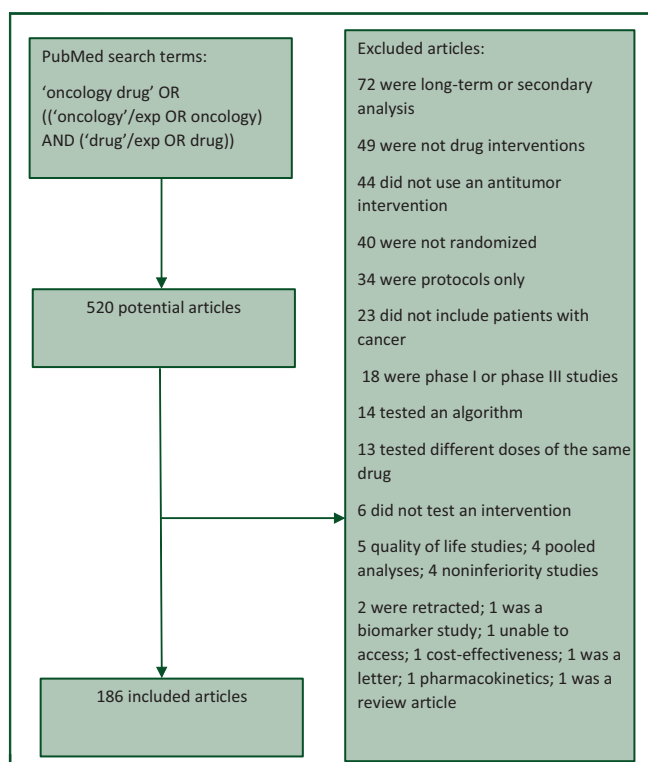 PubMed search terms:
‘oncology drug’ OR
((‘oncology’/exp OR oncology)
AND (‘drug’/exp OR drug))
520 potential articles
186 included articles
Excluded articles:
72 were long-term or secondary
analysis
49 were not drug interventions
44 did not use an antitumor
intervention
40 were not randomized
34 were protocols only
23 did not include patients with
cancer
18 were phase I or phase III studies
14 tested an algorithm
13 tested different doses of the same
drug
6 did not test an intervention
5 quality of life studies; 4 pooled
analyses; 4 noninferiority studies
2 were retracted; 1 was a
biomarker study; 1 unable to
access; 1 cost-effectiveness; 1 was a
letter; 1 pharmacokinetics; 1 was a
review article